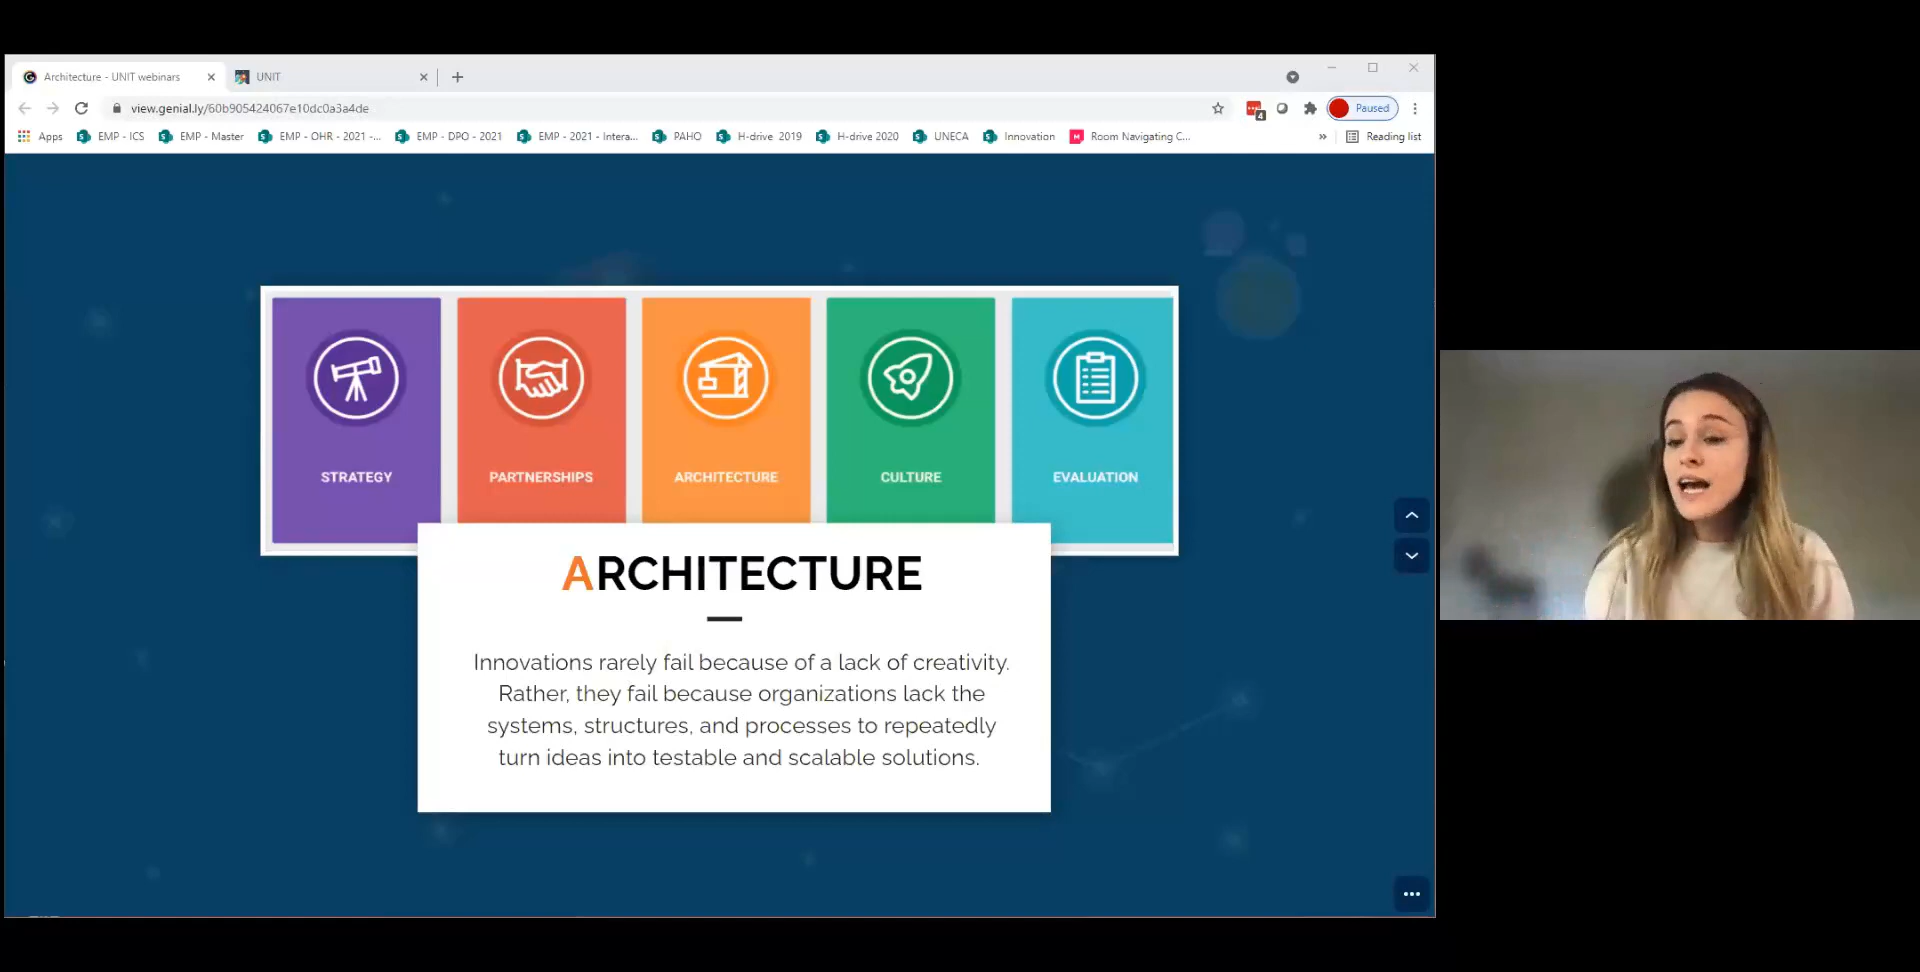 Architecture - UNIT webinars
UNIT
view.genial.ly/60b905424067e10dc0a3a4de
4
Paused
Apps
EMP - ICS
EMP - Master
EMP - OHR - 2021 -...
EMP - DPO - 2021
EMP - 2021 - Intera...
PAHO
H-drive 2019
H-drive 2020
UNECA
Innovation
Room Navigating C...
»
Reading list
STRATEGY
PARTNERSHIPS
ARCHITECTURE
CULTURE
EVALUATION
ARCHITECTURE
Innovations rarely fail because of a lack of creativity.
Rather, they fail because organizations lack the
systems, structures, and processes to repeatedly
turn ideas into testable and scalable solutions.